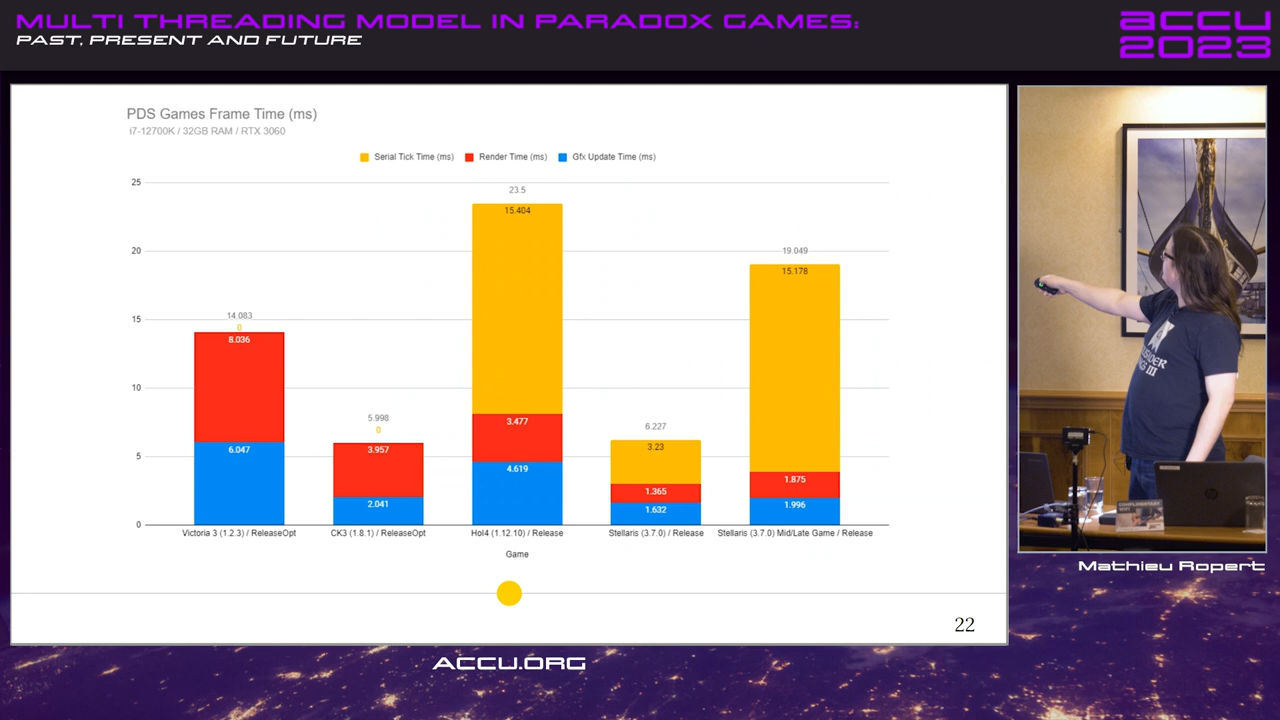 MULTI THREADING MODEL IN PARADOX GAMES:
PAST, PRESENT AND FUTURE
ACCU
2023
PDS Games Frame Time (ms)
i7-12700K / 32GB RAM / RTX 3060
Serial Tick Time (ms) Render Time (ms) Gfx Update Time (ms)
25
20
15
10
5
0
14.083
0
8.036
6.047
5.998
0
3.957
2.041
23.5
15.404
3.477
4.619
6.227
3.23
1.365
1.632
19.049
15.178
1.875
1.996
Victoria 3 (1.2.3) / ReleaseOpt CK3 (1.8.1) / ReleaseOpt HoI4 (1.12.10) / Release Stellaris (3.7.0) / Release Stellaris (3.7.0) Mid/Late Game / Release
Game
22
III
Mathieu Ropert
ACCU.ORG